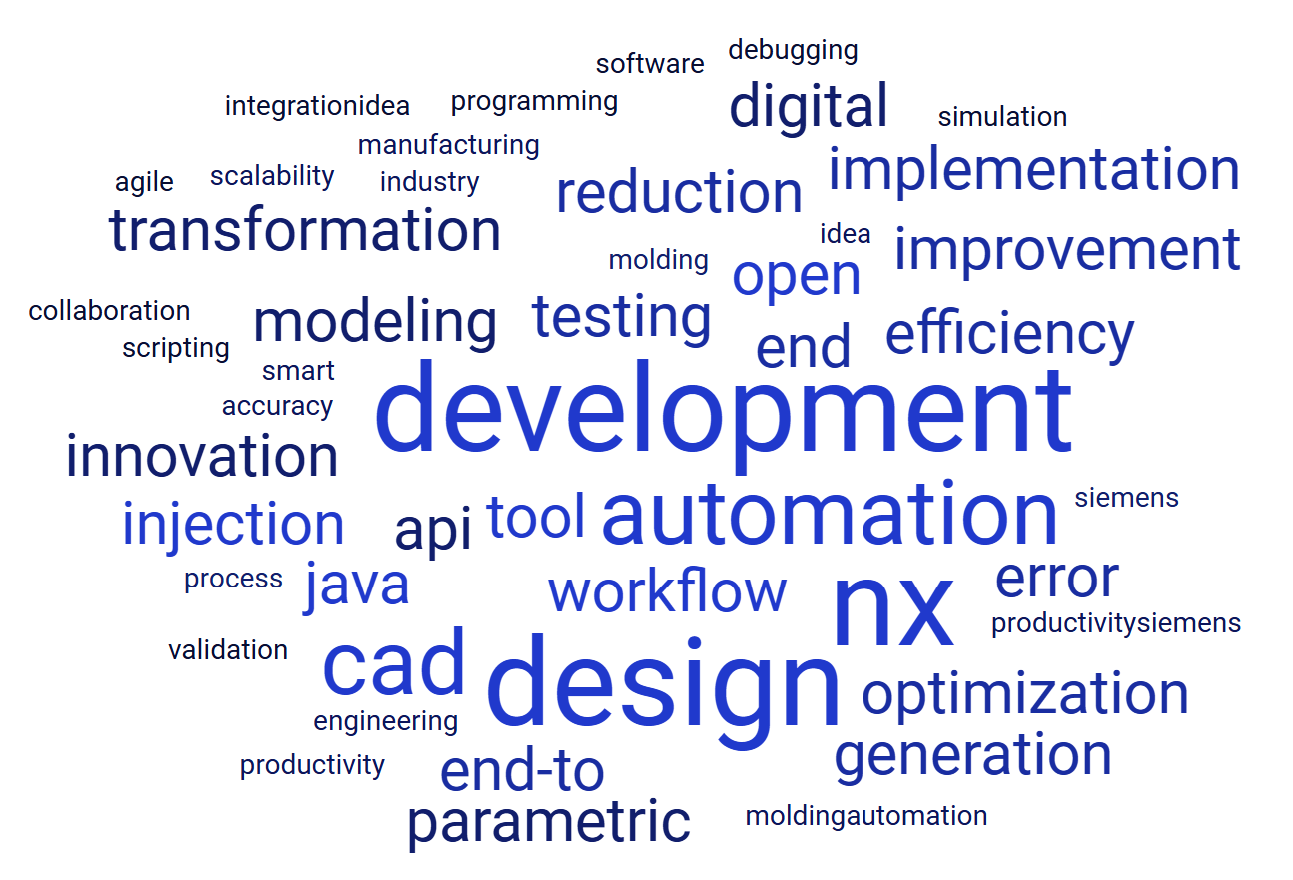 debugging
software
programming
integrationidea
digital
simulation
manufacturing
implementation
scalability
agile
industry
reduction
transformation
idea
improvement
molding
open
collaboration
modeling
testing
efficiency
scripting
end
smart
accuracy
development
innovation
siemens
automation
tool
injection
api
process
java
workflow
error
nx
productivitysiemens
validation
cad
design
optimization
engineering
generation
productivity
end-to
parametric
moldingautomation